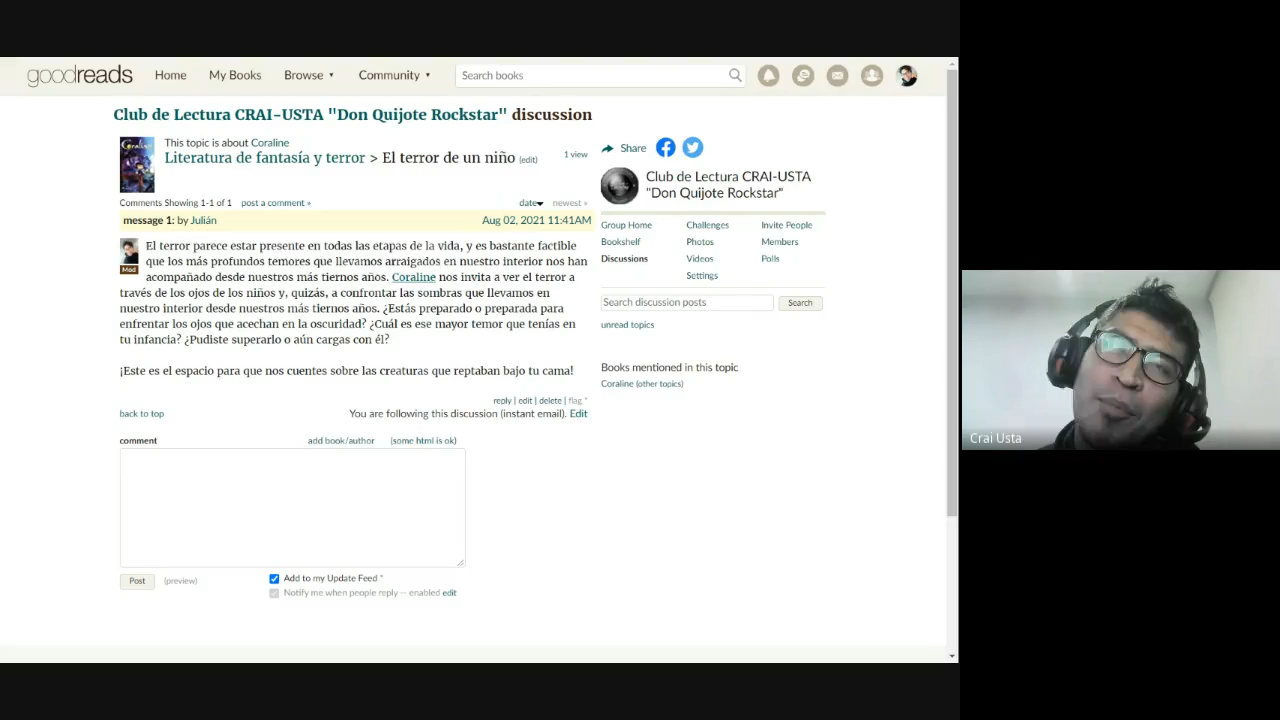 goodreads Home My Books Browse ▾ Community ▾ Search books
Club de Lectura CRAI-USTA "Don Quijote Rockstar" discussion
This topic is about Coraline
Literatura de fantasía y terror > El terror de un niño (edit)
1 view
Comments Showing 1-1 of 1 post a comment » date▾ newest »
message 1: by Julián Aug 02, 2021 11:41AM
Mod
El terror parece estar presente en todas las etapas de la vida, y es bastante factible
que los más profundos temores que llevamos arraigados en nuestro interior nos han
acompañado desde nuestros más tiernos años. Coraline nos invita a ver el terror a
través de los ojos de los niños y, quizás, a confrontar las sombras que llevamos en
nuestro interior desde nuestros más tiernos años. ¿Estás preparado o preparada para
enfrentar los ojos que acechan en la oscuridad? ¿Cuál es ese mayor temor que tenías en
tu infancia? ¿Pudiste superarlo o aún cargas con él?
¡Este es el espacio para que nos cuentes sobre las creaturas que reptaban bajo tu cama!
reply | edit | delete | flag *
back to top You are following this discussion (instant email). Edit
comment add book/author (some html is ok)
Post (preview)
Add to my Update Feed *
Notify me when people reply — enabled edit
Share
Club de Lectura CRAI-USTA
"Don Quijote Rockstar"
Group Home Challenges Invite People
Bookshelf Photos Members
Discussions Videos Polls
Settings
Search discussion posts Search
unread topics
Books mentioned in this topic
Coraline (other topics)
Crai Usta